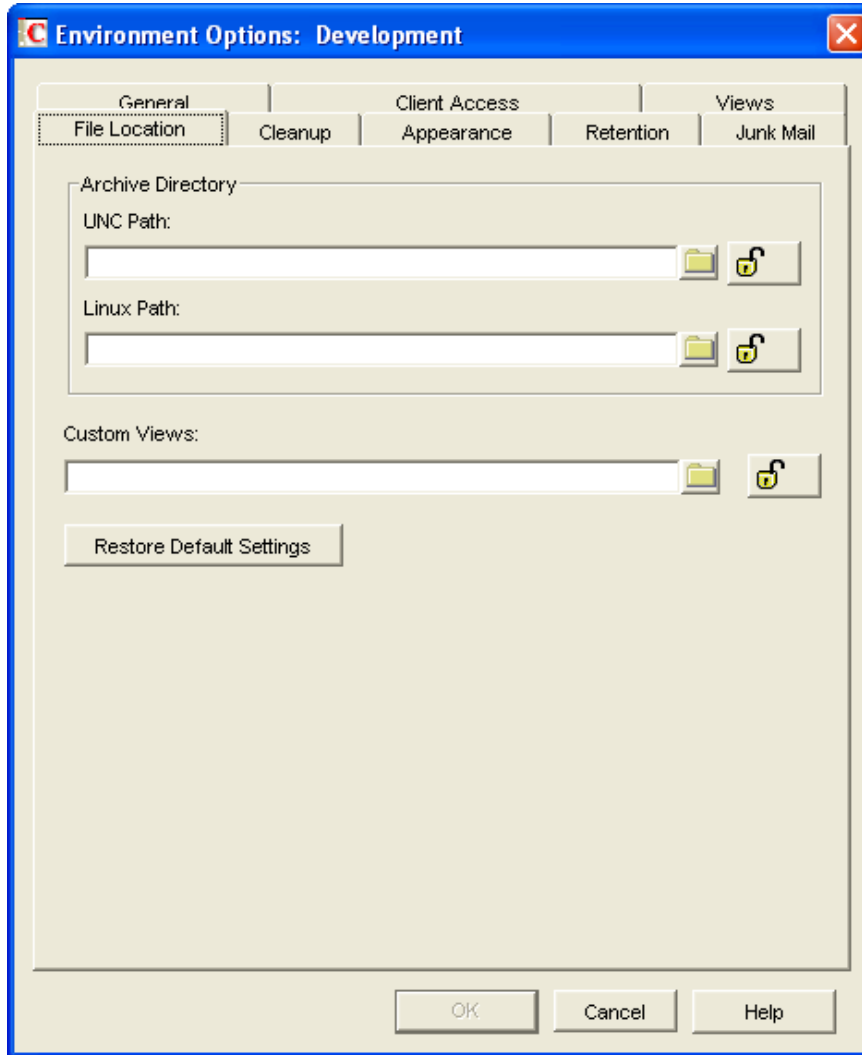 C Environment Options: Development
General Client Access Views
File Location Cleanup Appearance Retention Junk Mail
Archive Directory
UNC Path:
Linux Path:
Custom Views:
Restore Default Settings
OK Cancel Help